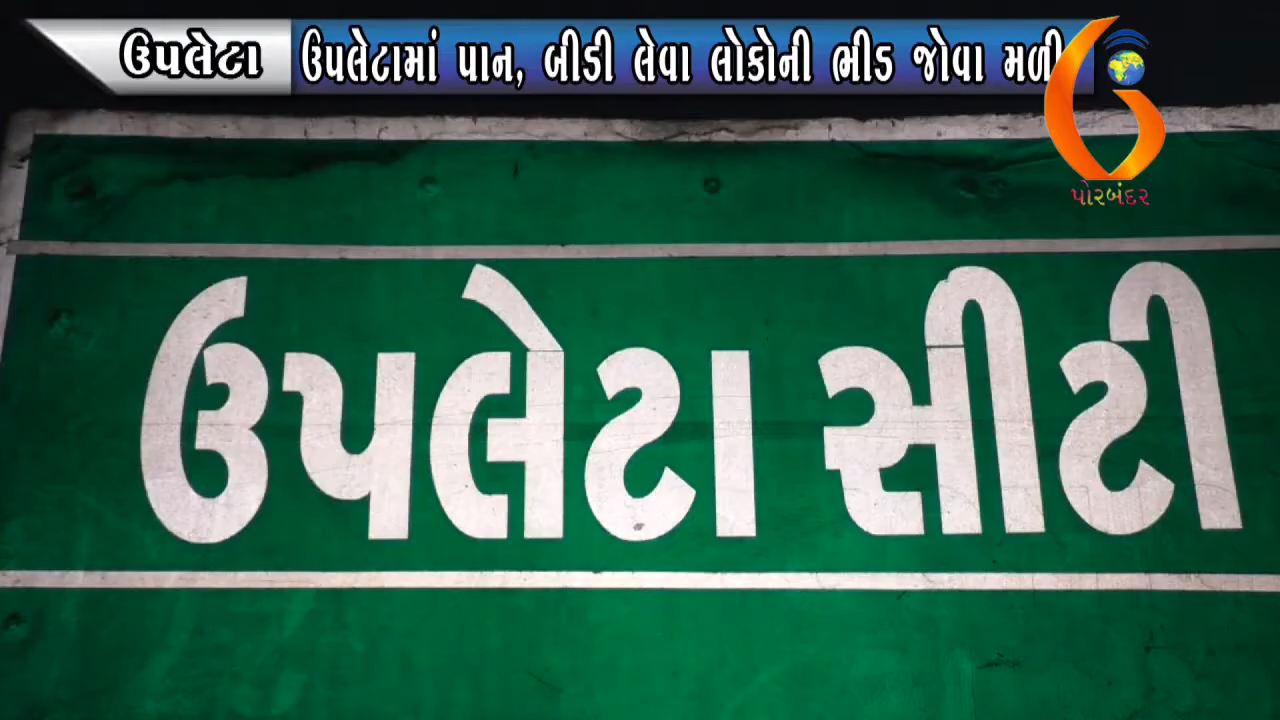 ઉપલેટા
ઉપલેટામાં પાન, બીડી લેવા લોકોની ભીડ જોવા મળી
પોરબંદર
ઉપલેટા સીટી